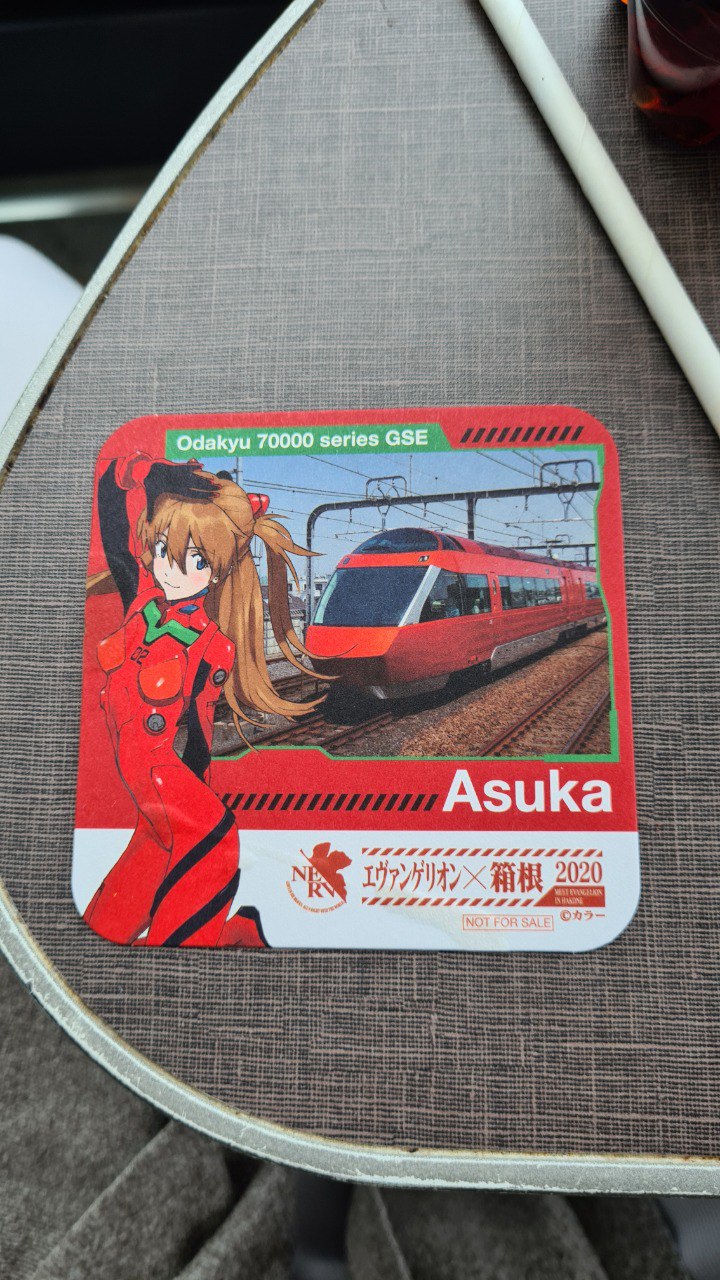 Odakyu 70000 series GSE
02
Asuka
NERV
エヴァンゲリオン×箱根 2020
MEET EVANGELION
IN HAKONE
NOT FOR SALE
©カラー